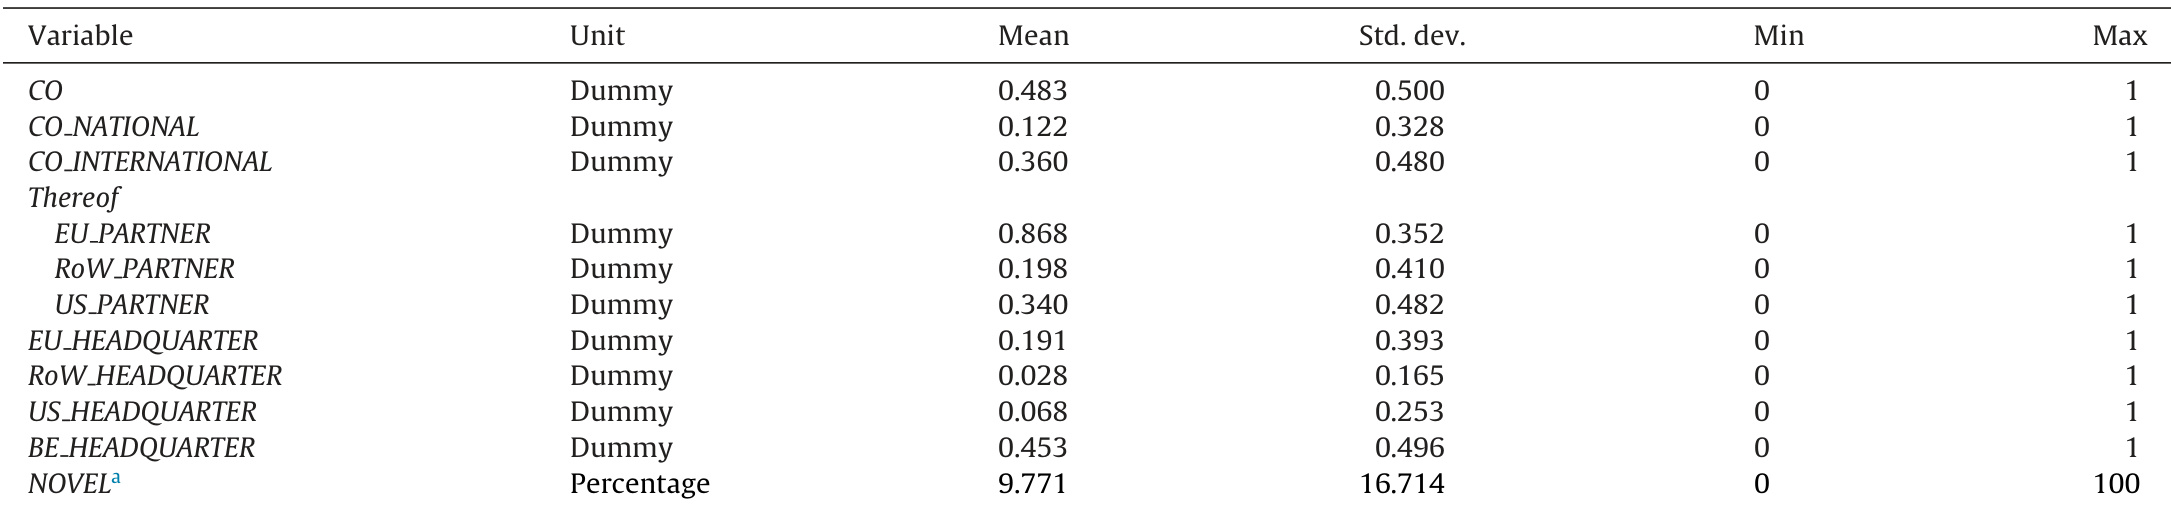 Variable Unit Mean Std. dev. Min Max
CO Dummy 0.483 0.500 0 1
CO_NATIONAL Dummy 0.122 0.328 0 1
CO_INTERNATIONAL Dummy 0.360 0.480 0 1
Thereof
EU_PARTNER Dummy 0.868 0.352 0 1
RoW_PARTNER Dummy 0.198 0.410 0 1
US_PARTNER Dummy 0.340 0.482 0 1
EU_HEADQUARTER Dummy 0.191 0.393 0 1
RoW_HEADQUARTER Dummy 0.028 0.165 0 1
US_HEADQUARTER Dummy 0.068 0.253 0 1
BE_HEADQUARTER Dummy 0.453 0.496 0 1
NOVELa Percentage 9.771 16.714 0 100